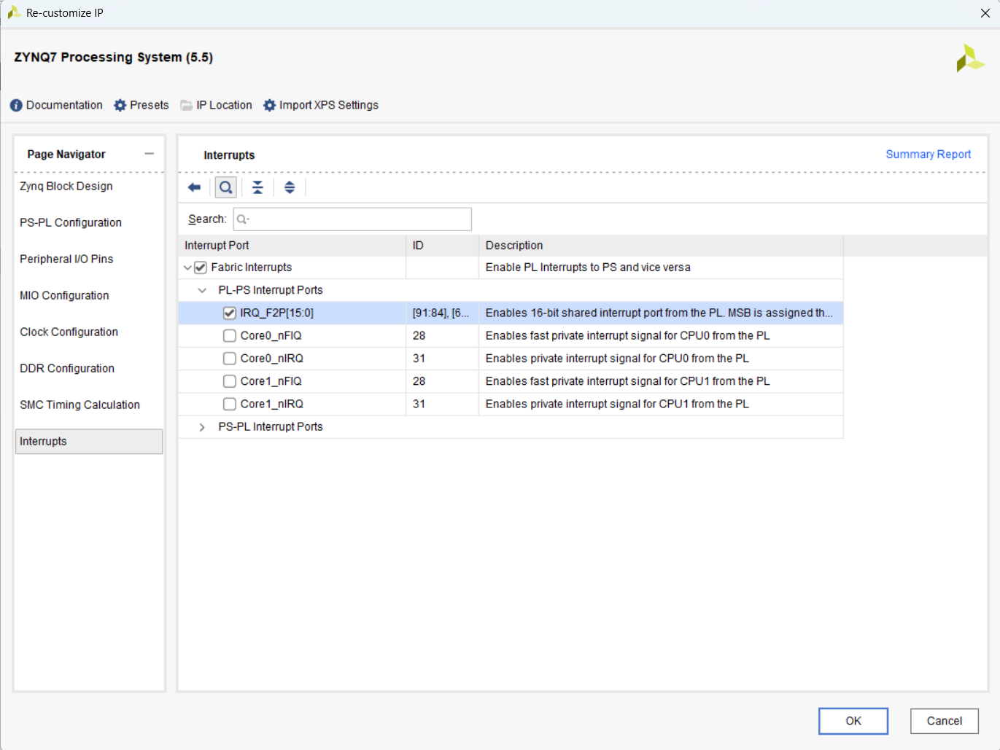 Re-customize IP
ZYNQ7 Processing System (5.5)
Documentation Presets IP Location Import XPS Settings
Page Navigator
Zynq Block Design
PS-PL Configuration
Peripheral I/O Pins
MIO Configuration
Clock Configuration
DDR Configuration
SMC Timing Calculation
Interrupts
Interrupts Summary Report
Search:
Interrupt Port ID Description
Fabric Interrupts Enable PL Interrupts to PS and vice versa
PL-PS Interrupt Ports
IRQ_F2P[15:0] [91:84], [6... Enables 16-bit shared interrupt port from the PL. MSB is assigned th...
Core0_nFIQ 28 Enables fast private interrupt signal for CPU0 from the PL
Core0_nIRQ 31 Enables private interrupt signal for CPU0 from the PL
Core1_nFIQ 28 Enables fast private interrupt signal for CPU1 from the PL
Core1_nIRQ 31 Enables private interrupt signal for CPU1 from the PL
PS-PL Interrupt Ports
OK Cancel